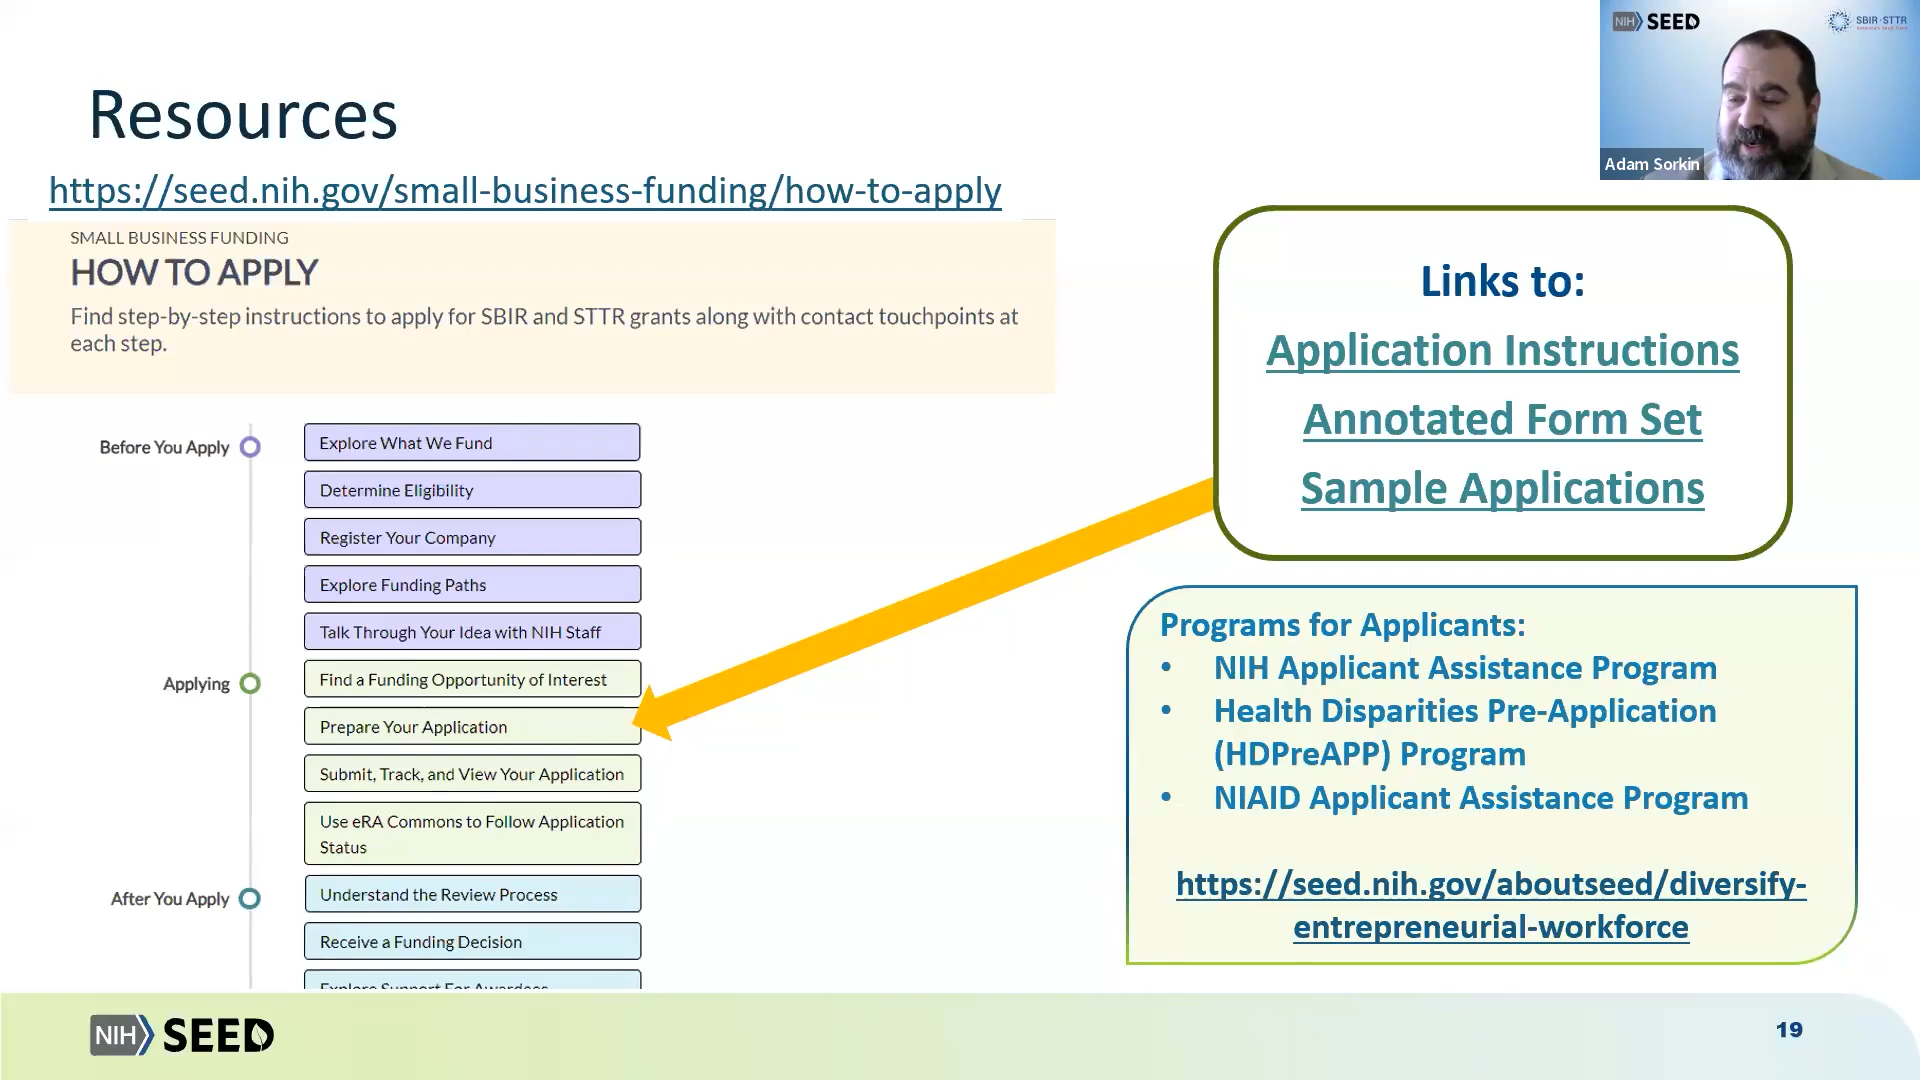 NIH SEED
SBIR·STTR
America's Seed Fund
Adam Sorkin
Resources
https://seed.nih.gov/small-business-funding/how-to-apply
SMALL BUSINESS FUNDING
HOW TO APPLY
Find step-by-step instructions to apply for SBIR and STTR grants along with contact touchpoints at
each step.
Before You Apply
Explore What We Fund
Determine Eligibility
Register Your Company
Explore Funding Paths
Talk Through Your Idea with NIH Staff
Applying
Find a Funding Opportunity of Interest
Prepare Your Application
Submit, Track, and View Your Application
Use eRA Commons to Follow Application
Status
After You Apply
Understand the Review Process
Receive a Funding Decision
Explore Support For Awardees
Links to:
Application Instructions
Annotated Form Set
Sample Applications
Programs for Applicants:
• NIH Applicant Assistance Program
• Health Disparities Pre-Application
(HDPreAPP) Program
• NIAID Applicant Assistance Program
https://seed.nih.gov/aboutseed/diversify-
entrepreneurial-workforce
NIH SEED
19